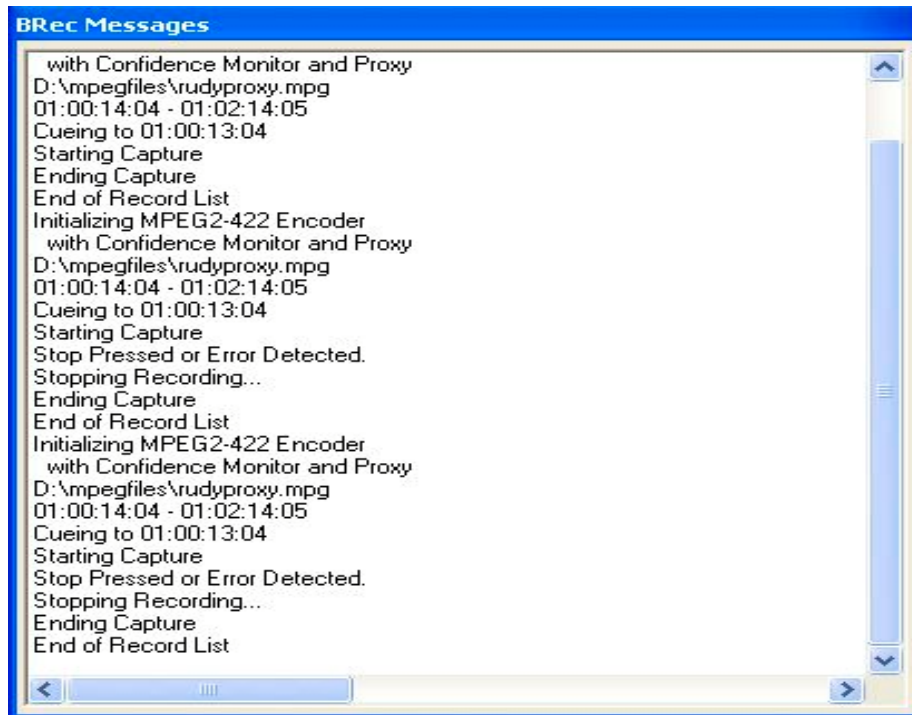 BRec Messages
with Confidence Monitor and Proxy
D:\mpegfiles\rudyproxy.mpg
01:00:14:04 - 01:02:14:05
Cueing to 01:00:13:04
Starting Capture
Ending Capture
End of Record List
Initializing MPEG2-422 Encoder
with Confidence Monitor and Proxy
D:\mpegfiles\rudyproxy.mpg
01:00:14:04 - 01:02:14:05
Cueing to 01:00:13:04
Starting Capture
Stop Pressed or Error Detected.
Stopping Recording...
Ending Capture
End of Record List
Initializing MPEG2-422 Encoder
with Confidence Monitor and Proxy
D:\mpegfiles\rudyproxy.mpg
01:00:14:04 - 01:02:14:05
Cueing to 01:00:13:04
Starting Capture
Stop Pressed or Error Detected.
Stopping Recording...
Ending Capture
End of Record List